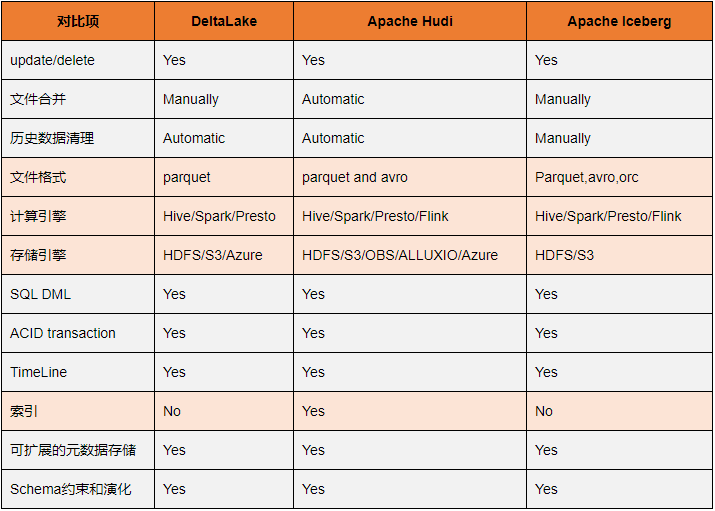 对比项 DeltaLake Apache Hudi Apache Iceberg
update/delete Yes Yes Yes
文件合并 Manually Automatic Manually
历史数据清理 Automatic Automatic Manually
文件格式 parquet parquet and avro Parquet,avro,orc
计算引擎 Hive/Spark/Presto Hive/Spark/Presto/Flink Hive/Spark/Presto/Flink
存储引擎 HDFS/S3/Azure HDFS/S3/OBS/ALLUXIO/Azure HDFS/S3
SQL DML Yes Yes Yes
ACID transaction Yes Yes Yes
TimeLine Yes Yes Yes
索引 No Yes No
可扩展的元数据存储 Yes Yes Yes
Schema约束和演化 Yes Yes Yes